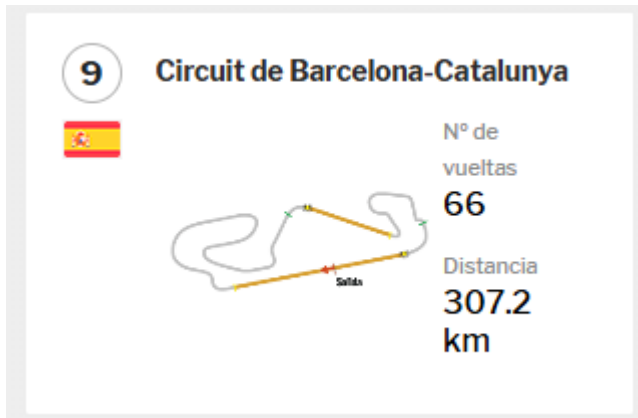 9
Circuit de Barcelona-Catalunya
Nº de
vueltas
66
Salida
Distancia
307.2
km